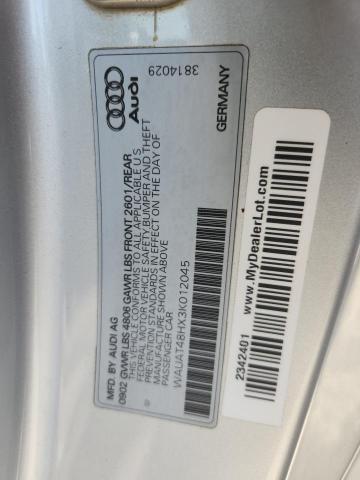 MFD. BY AUDI AG
0902 GVWR LBS 4806 GAWR LBS FRONT 2601/REAR
THIS VEHICLE CONFORMS TO ALL APPLICABLE U S
FEDERAL MOTOR VEHICLE SAFETY, BUMPER AND THEFT
PREVENTION STANDARDS IN EFFECT ON THE DAY OF
MANUFACTURE SHOWN ABOVE.
PASSENGER CAR
WAUAT48HX3K012045
Audi
3814029
GERMANY
www.MyDealerLot.com
2342401